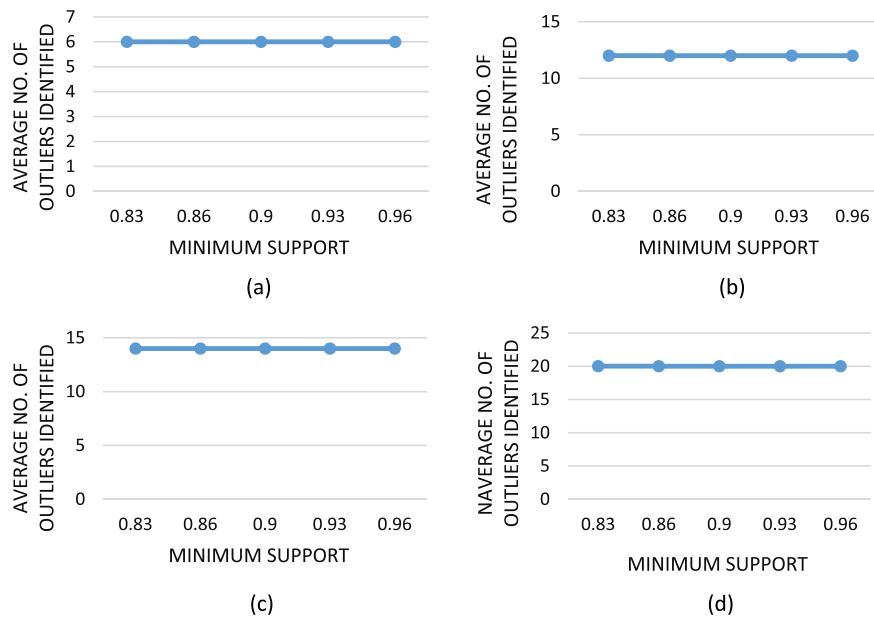 AVERAGE NO. OF
OUTLIERS IDENTIFIED
7
6
5
4
3
2
1
0
0.83 0.86 0.9 0.93 0.96
MINIMUM SUPPORT
(a)
AVERAGE NO. OF
OUTLIERS IDENTIFIED
15
10
5
0
0.83 0.86 0.9 0.93 0.96
MINIMUM SUPPORT
(b)
AVERAGE NO. OF
OUTLIERS IDENTIFIED
15
10
5
0
0.83 0.86 0.9 0.93 0.96
MINIMUM SUPPORT
(c)
NAVERAGE NO. OF
OUTLIERS IDENTIFIED
25
20
15
10
5
0
0.83 0.86 0.9 0.93 0.96
MINIMUM SUPPORT
(d)